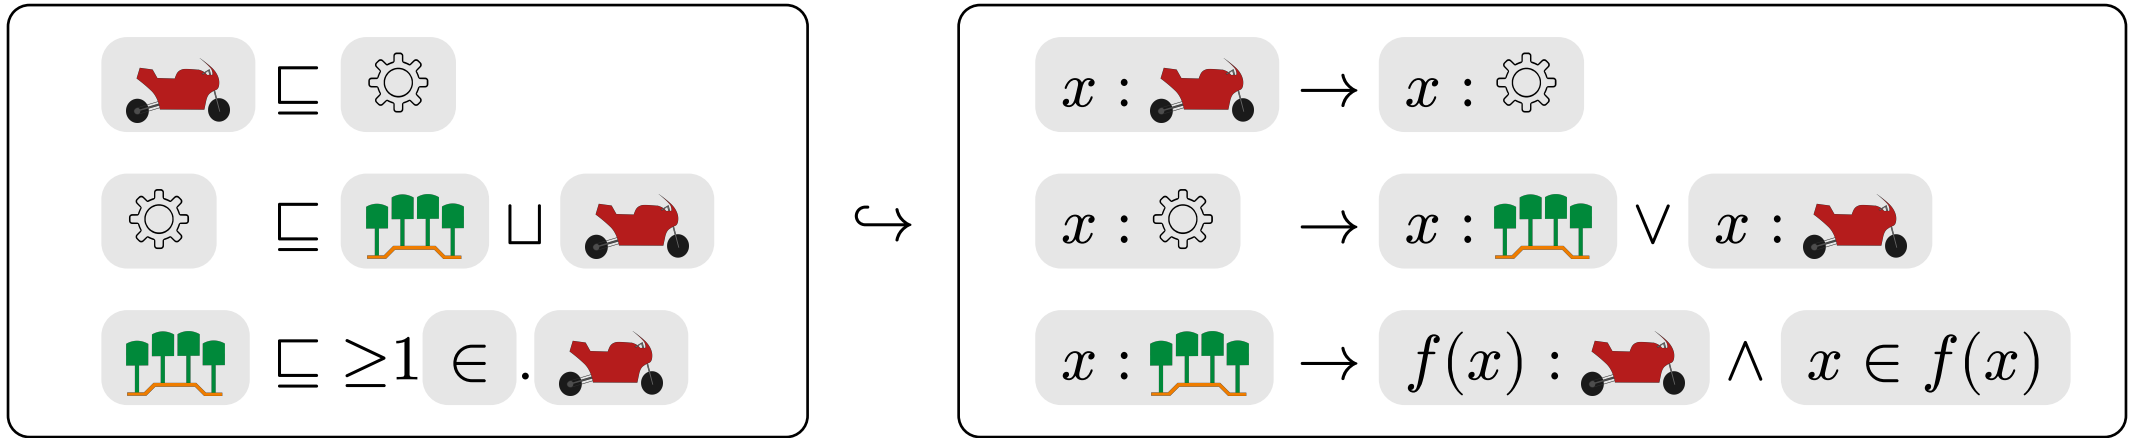 ⊑ x : → x :
⊑ ⊔ ↪ x : → x : ∨ x :
⊑ ≥1 ∈ . x : → f(x) : ∧ x ∈ f(x)